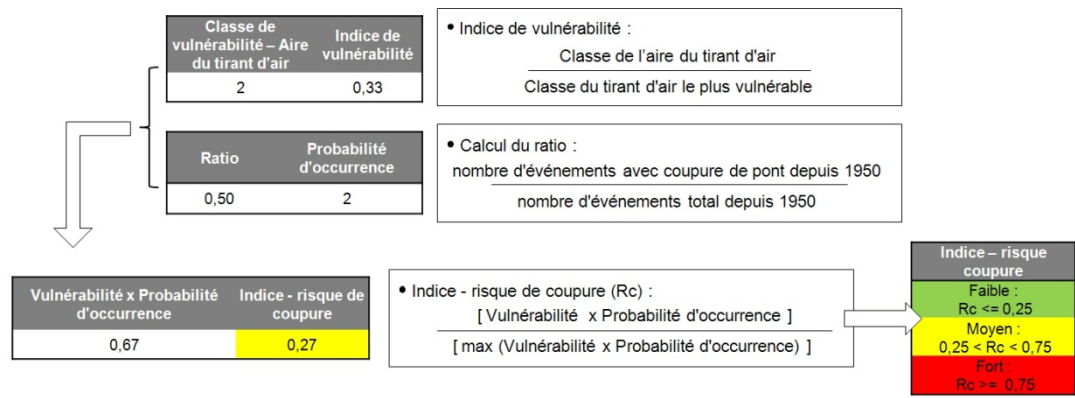 Classe de
vulnérabilité – Aire
du tirant d'air
Indice de
vulnérabilité
2
0,33
• Indice de vulnérabilité :
Classe de l'aire du tirant d'air
Classe du tirant d'air le plus vulnérable
Ratio
Probabilité
d'occurrence
0,50
2
• Calcul du ratio :
nombre d'événements avec coupure de pont depuis 1950
nombre d'événements total depuis 1950
Vulnérabilité x Probabilité
d'occurrence
Indice - risque de
coupure
0,67
0,27
• Indice - risque de coupure (Rc) :
[ Vulnérabilité x Probabilité d'occurrence ]
[ max (Vulnérabilité x Probabilité d'occurrence) ]
Indice – risque
coupure
Faible :
Rc <= 0,25
Moyen :
0,25 < Rc < 0,75
Fort :
Rc >= 0,75